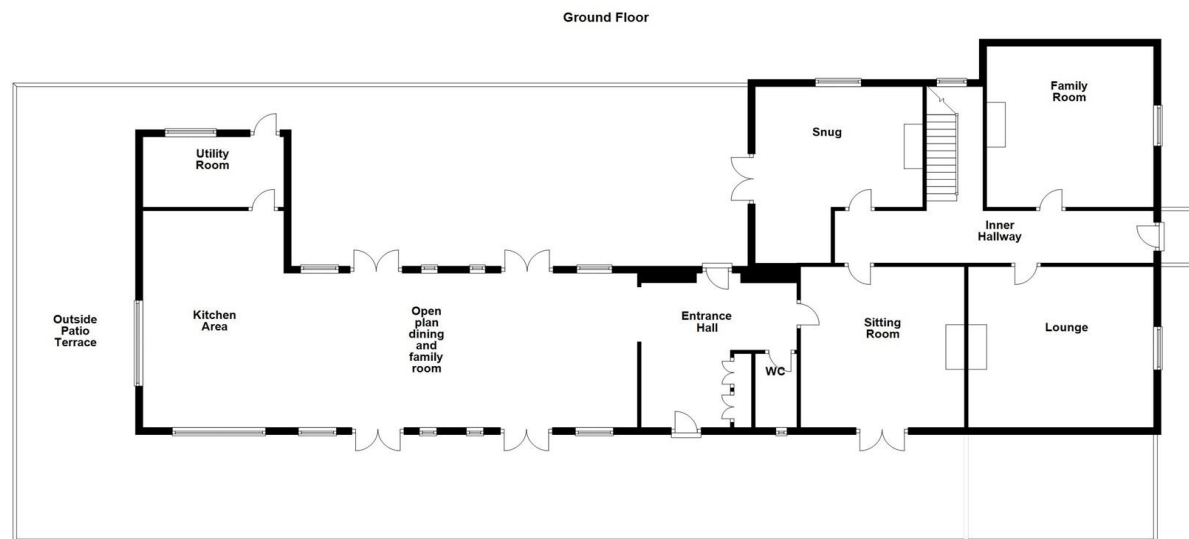 Ground Floor
Family
Room
Snug
Utility
Room
Inner
Hallway
Kitchen
Area
Outside
Patio
Terrace
Open
plan
dining
and
family
room
Entrance
Hall
WC
Sitting
Room
Lounge